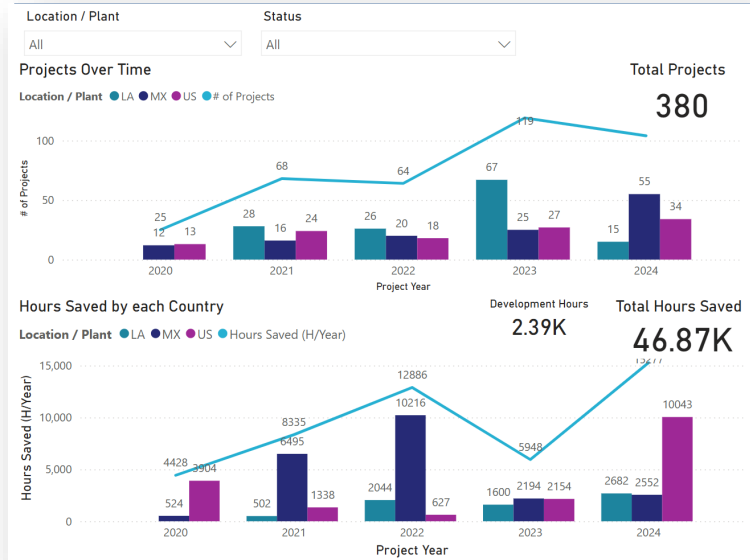 Location / Plant
Status
All
All
Projects Over Time
Total Projects
380
Location / Plant LA MX US # of Projects
# of Projects
100
50
0
25
12
13
68
28
16
24
64
26
20
18
119
67
25
27
15
55
34
2020 2021 2022 2023 2024
Project Year
Hours Saved by each Country
Development Hours
2.39K
Total Hours Saved
46.87K
Location / Plant LA MX US Hours Saved (H/Year)
Hours Saved (H/Year)
15,000
10,000
5,000
0
4428
524
3904
8335
502
6495
1338
12886
2044
10216
627
5948
1600
2194
2154
15277
2682
2552
10043
2020 2021 2022 2023 2024
Project Year